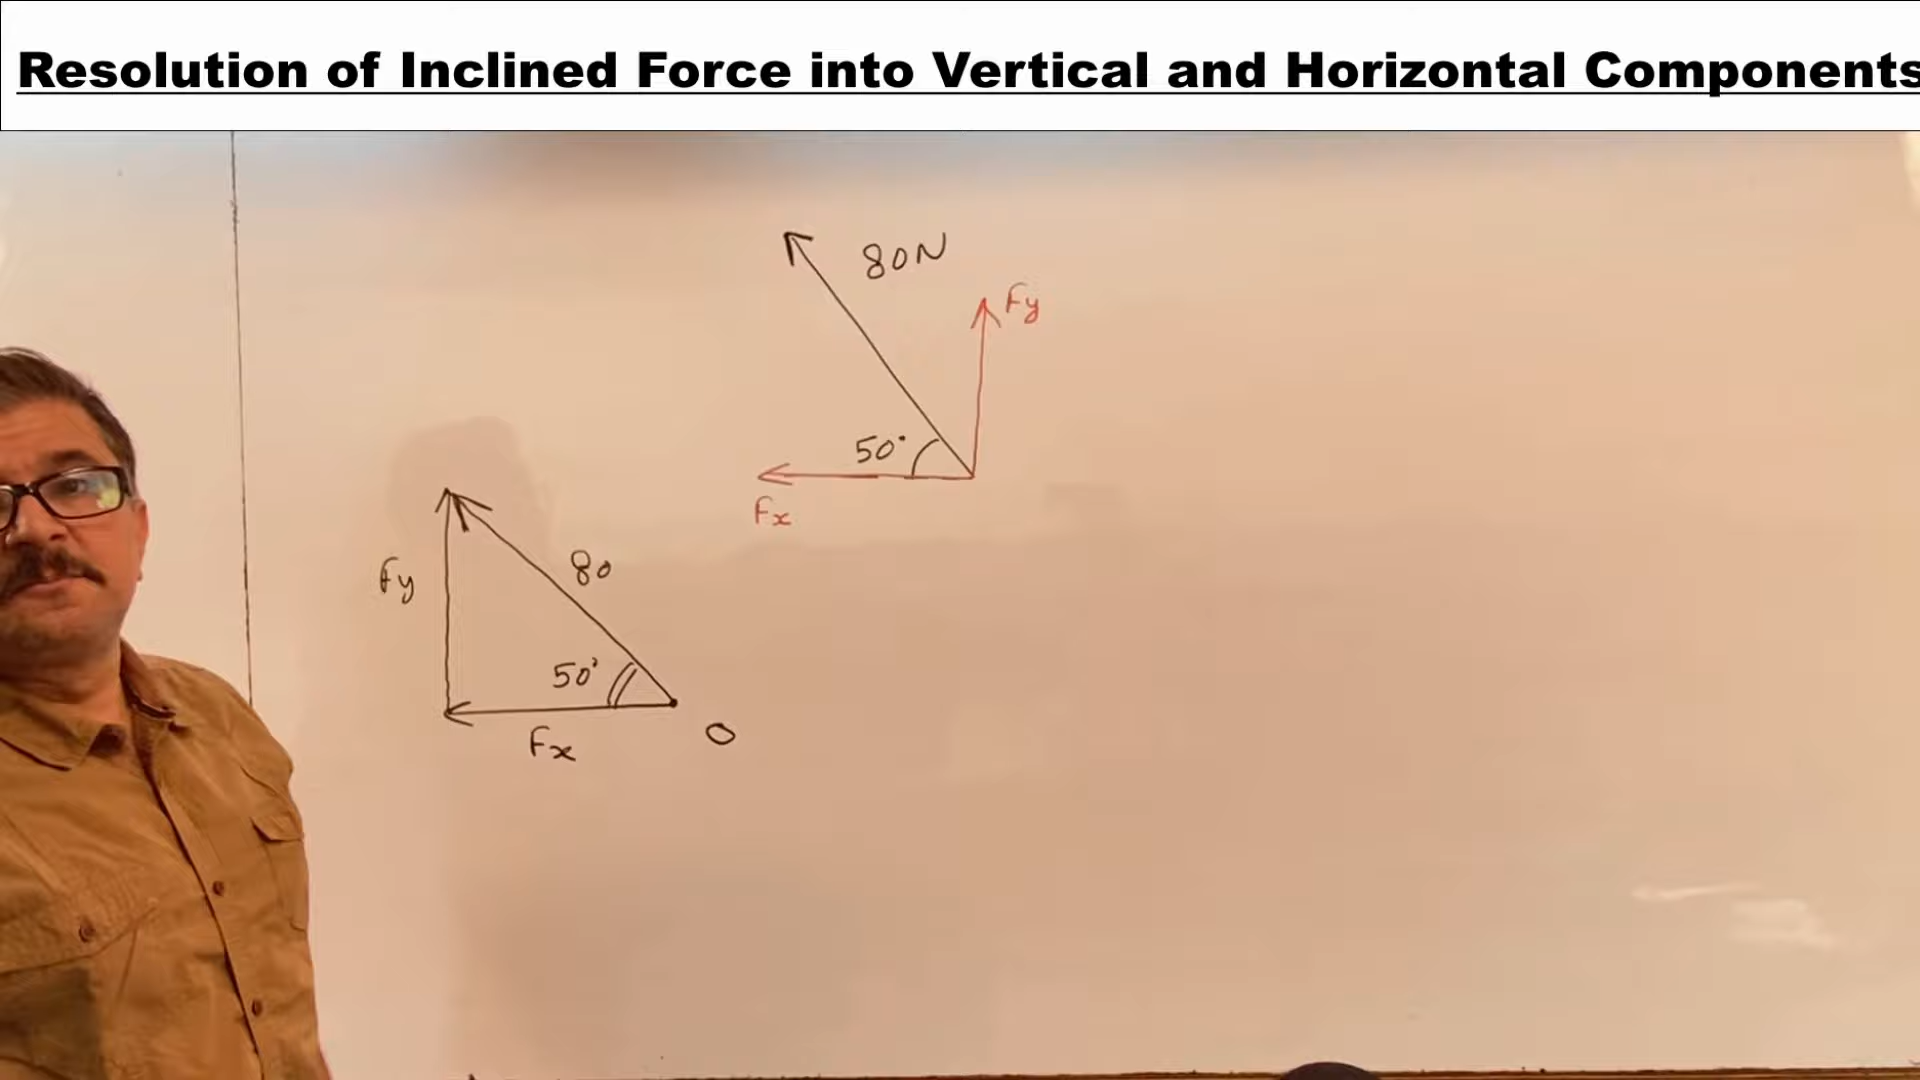 Resolution of Inclined Force into Vertical and Horizontal Components
80N
Fy
50°
Fx
Fy
80
50°
Fx
O